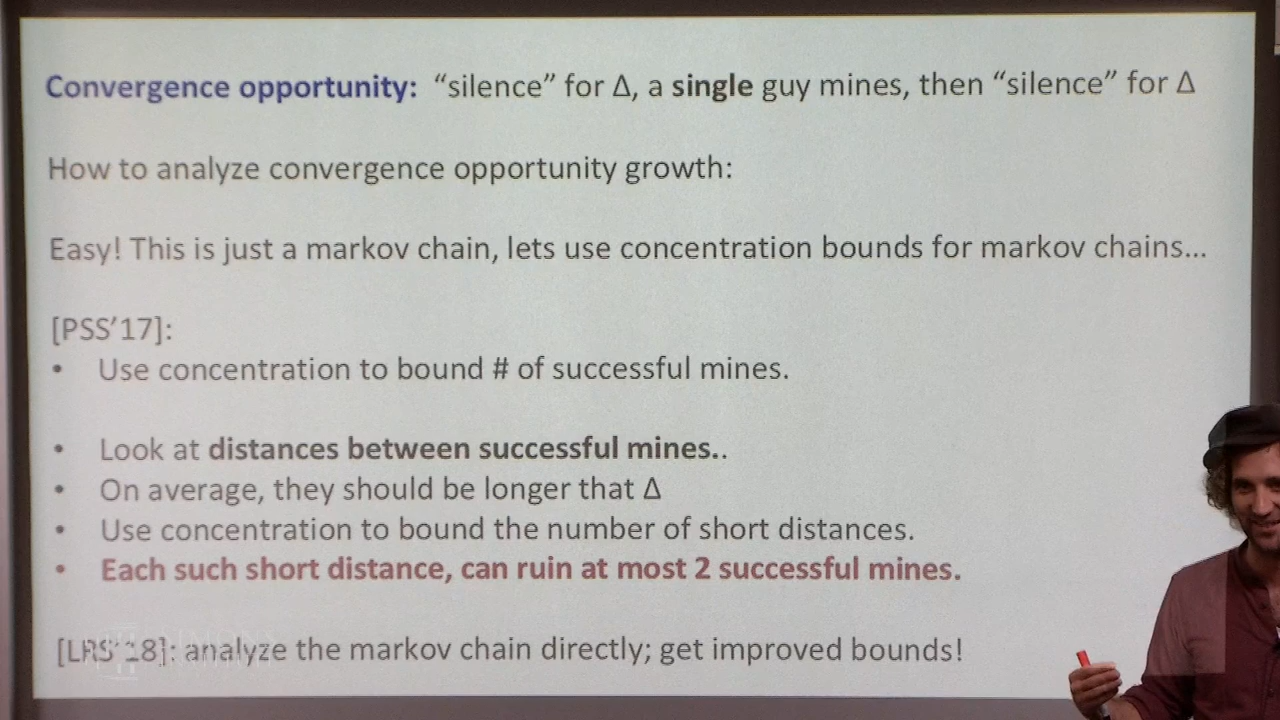 Convergence opportunity: “silence” for Δ, a single guy mines, then “silence” for Δ
How to analyze convergence opportunity growth:
Easy! This is just a markov chain, lets use concentration bounds for markov chains...
[PSS’17]:
• Use concentration to bound # of successful mines.
• Look at distances between successful mines..
• On average, they should be longer that Δ
• Use concentration to bound the number of short distances.
• Each such short distance, can ruin at most 2 successful mines.
[LRS’18]: analyze the markov chain directly; get improved bounds!